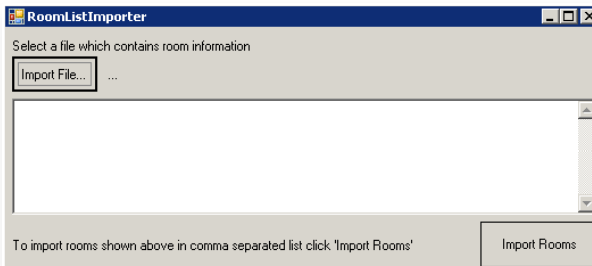 RoomListImporter
Select a file which contains room information
Import File... ...
To import rooms shown above in comma separated list click 'Import Rooms' Import Rooms